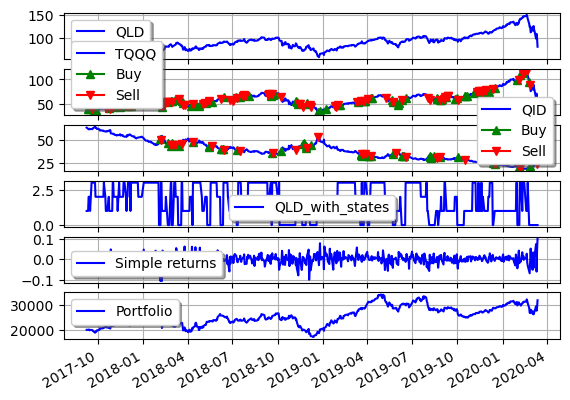 150
100
QLD
TQQQ
Buy
Sell
100
50
QID
Buy
Sell
50
25
2.5
0.0
QLD_with_states
0.1
0.0
−0.1
Simple returns
30000
20000
Portfolio
2017-10
2018-01
2018-04
2018-07
2018-10
2019-01
2019-04
2019-07
2019-10
2020-01
2020-04